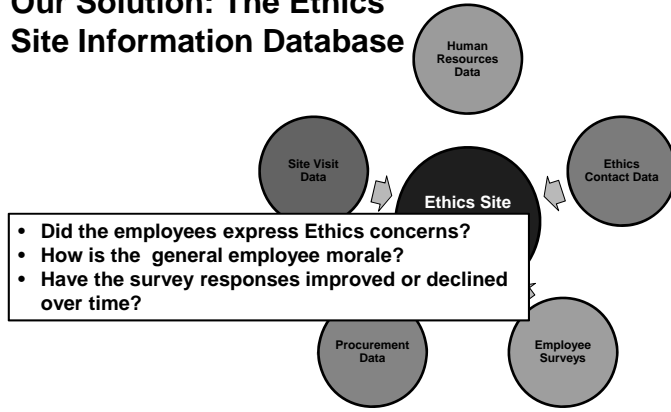 Our Solution: The Ethics
Site Information Database
Human
Resources
Data
Site Visit
Data
Ethics
Contact Data
Ethics Site
• Did the employees express Ethics concerns?
• How is the  general employee morale?
• Have the survey responses improved or declined
over time?
Procurement
Data
Employee
Surveys